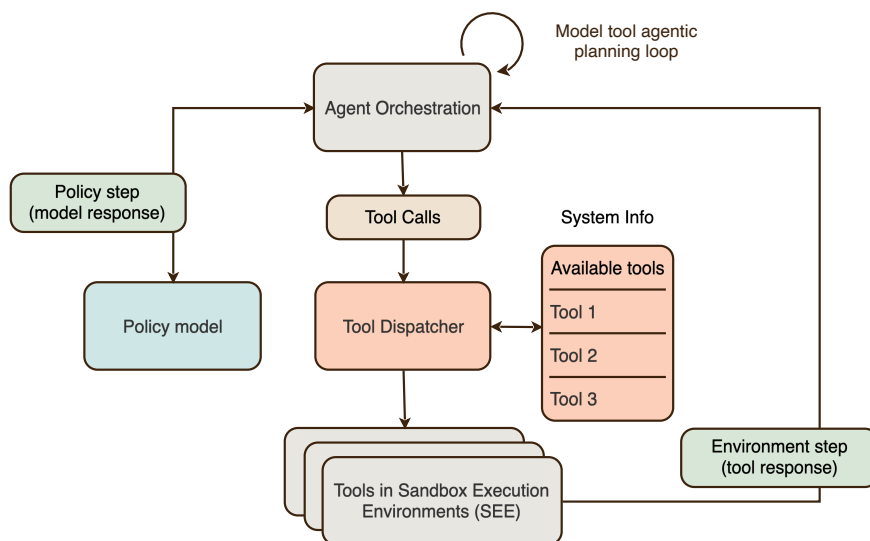 Model tool agentic
planning loop
Agent Orchestration
Policy step
(model response)
Tool Calls
System Info
Available tools
Tool 1
Tool 2
Tool 3
Policy model
Tool Dispatcher
Environment step
(tool response)
Tools in Sandbox Execution
Environments (SEE)